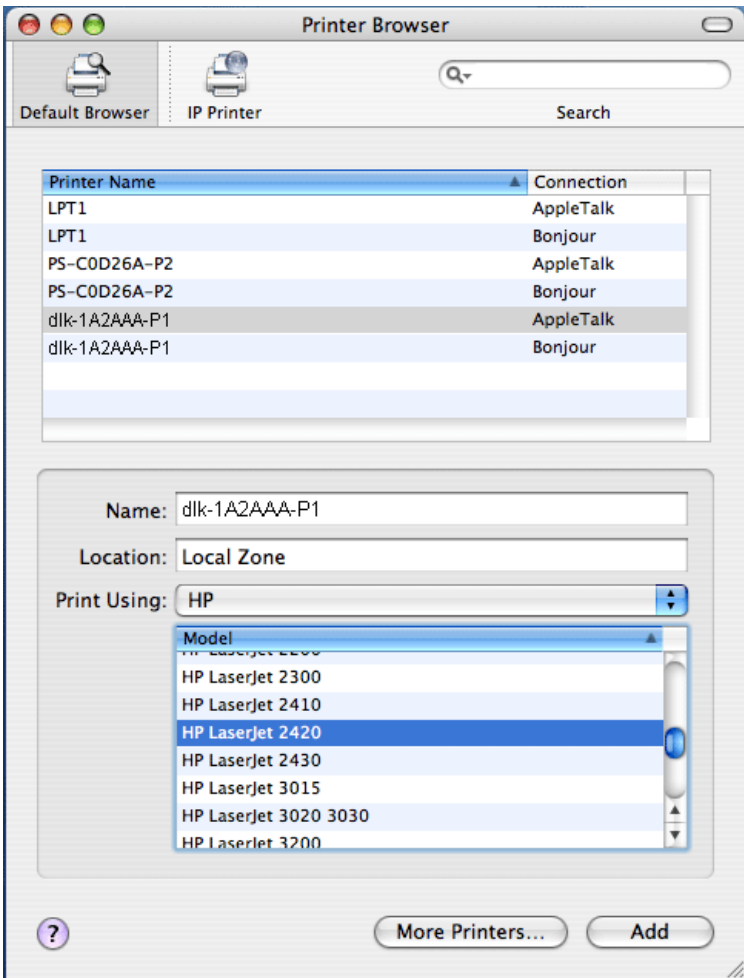 Printer Browser
Default Browser IP Printer Search
Printer Name Connection
LPT1 AppleTalk
LPT1 Bonjour
PS-C0D26A-P2 AppleTalk
PS-C0D26A-P2 Bonjour
dlk-1A2AAA-P1 AppleTalk
dlk-1A2AAA-P1 Bonjour
Name: dlk-1A2AAA-P1
Location: Local Zone
Print Using: HP
Model
HP LaserJet 2200
HP LaserJet 2300
HP LaserJet 2410
HP LaserJet 2420
HP LaserJet 2430
HP LaserJet 3015
HP LaserJet 3020 3030
HP LaserJet 3200
? More Printers... Add